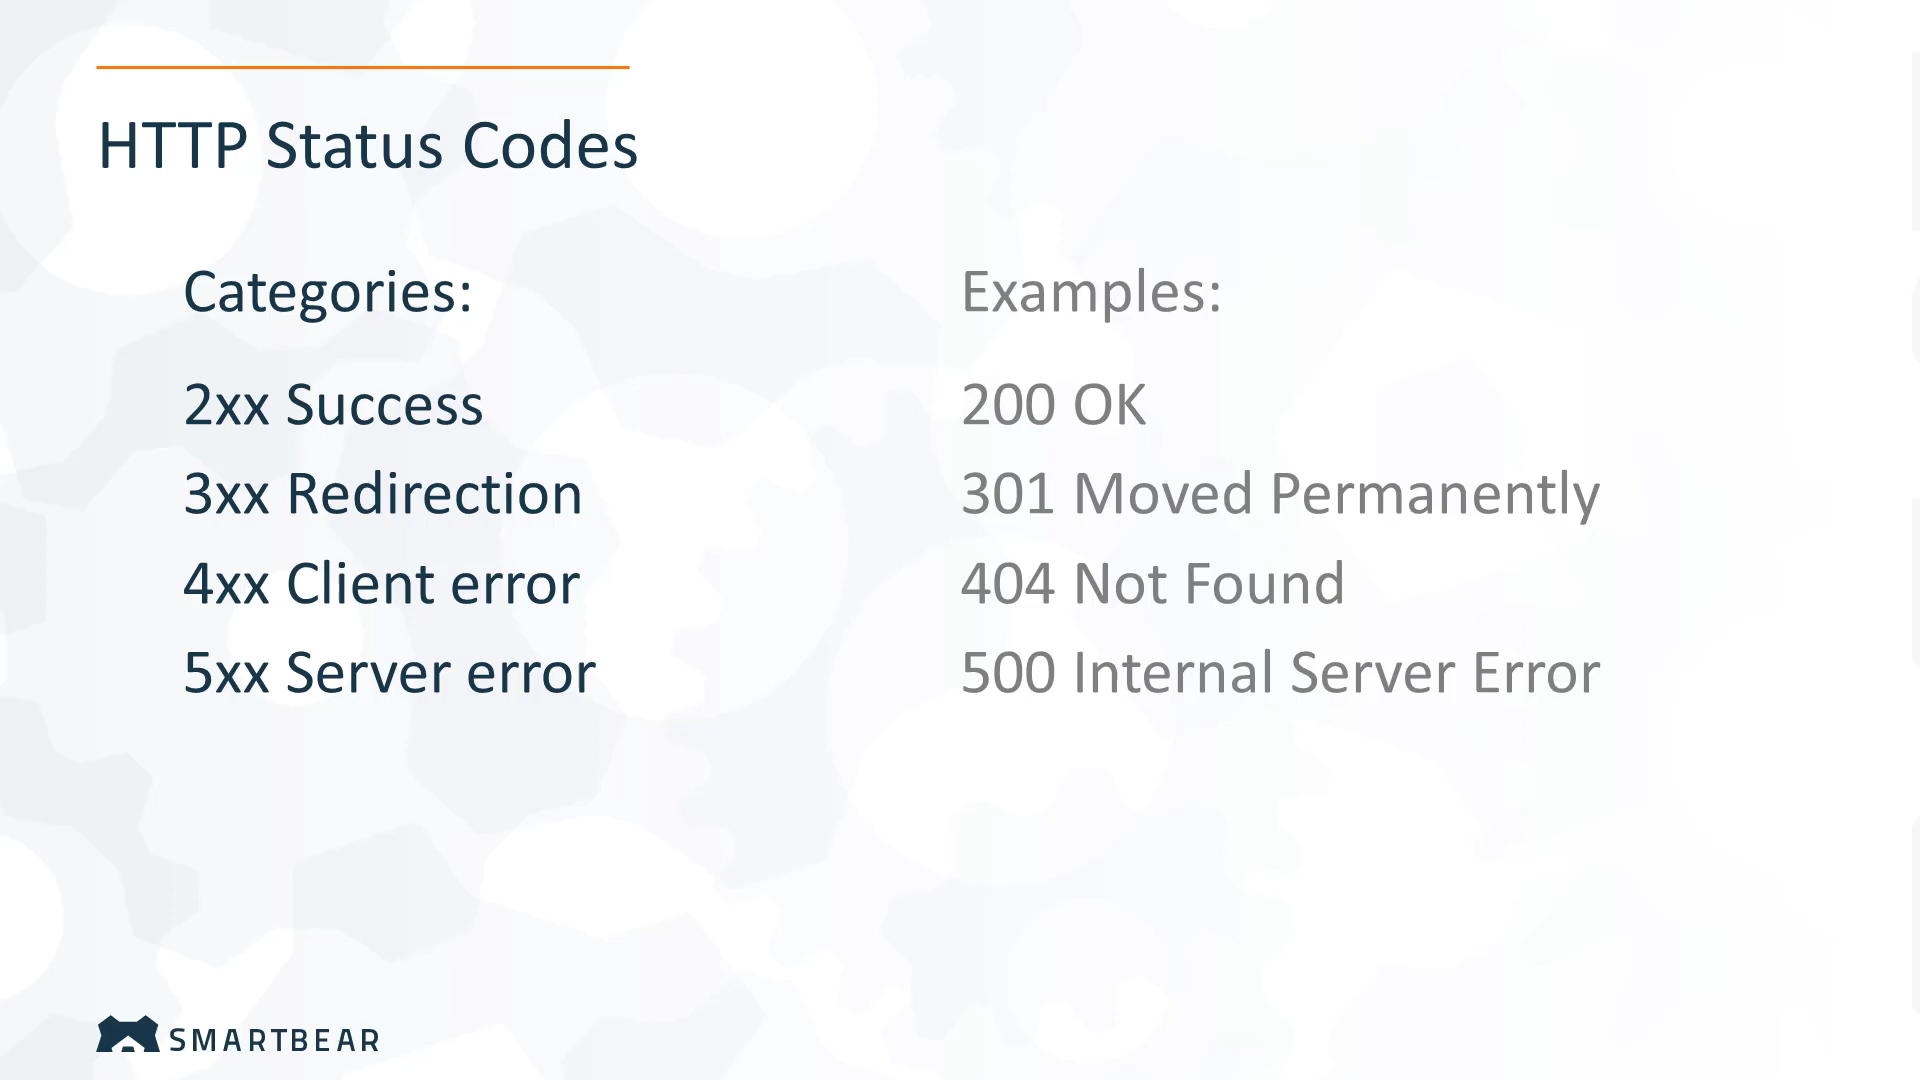 HTTP Status Codes
Categories:
2xx Success
3xx Redirection
4xx Client error
5xx Server error
Examples:
200 OK
301 Moved Permanently
404 Not Found
500 Internal Server Error
SMARTBEAR